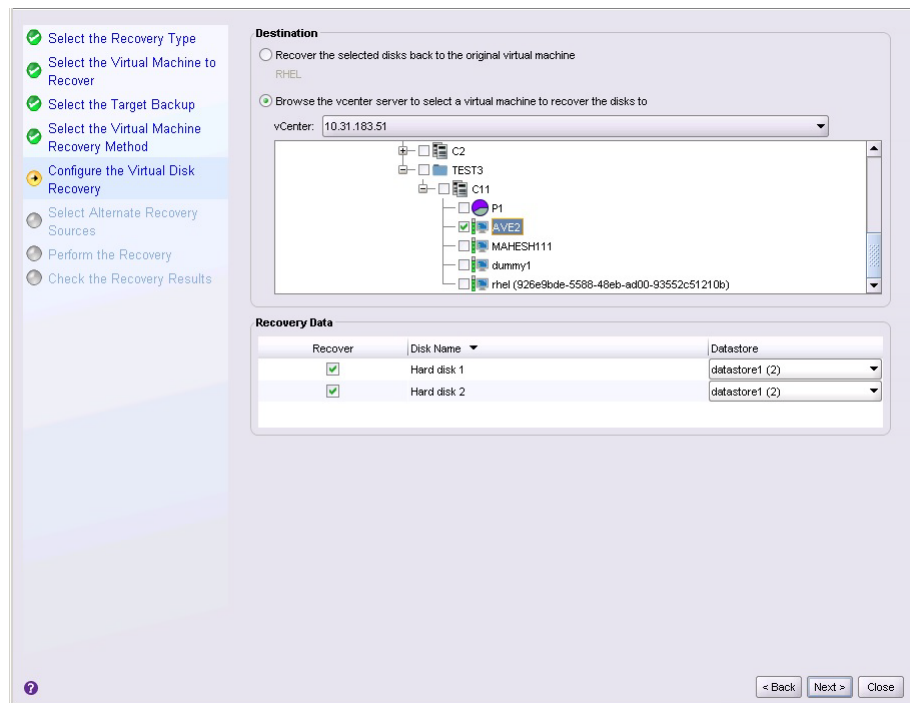 Select the Recovery Type
Select the Virtual Machine to
Recover
Select the Target Backup
Select the Virtual Machine
Recovery Method
Configure the Virtual Disk
Recovery
Select Alternate Recovery
Sources
Perform the Recovery
Check the Recovery Results
Destination
Recover the selected disks back to the original virtual machine
RHEL
Browse the vcenter server to select a virtual machine to recover the disks to
vCenter: 10.31.183.51
C2
TEST3
C11
P1
AVE2
MAHESH111
dummy1
rhel (926e9bde-5588-48eb-ad00-93552c51210b)
Recovery Data
Recover Disk Name Datastore
Hard disk 1 datastore1 (2)
Hard disk 2 datastore1 (2)
?
< Back Next > Close